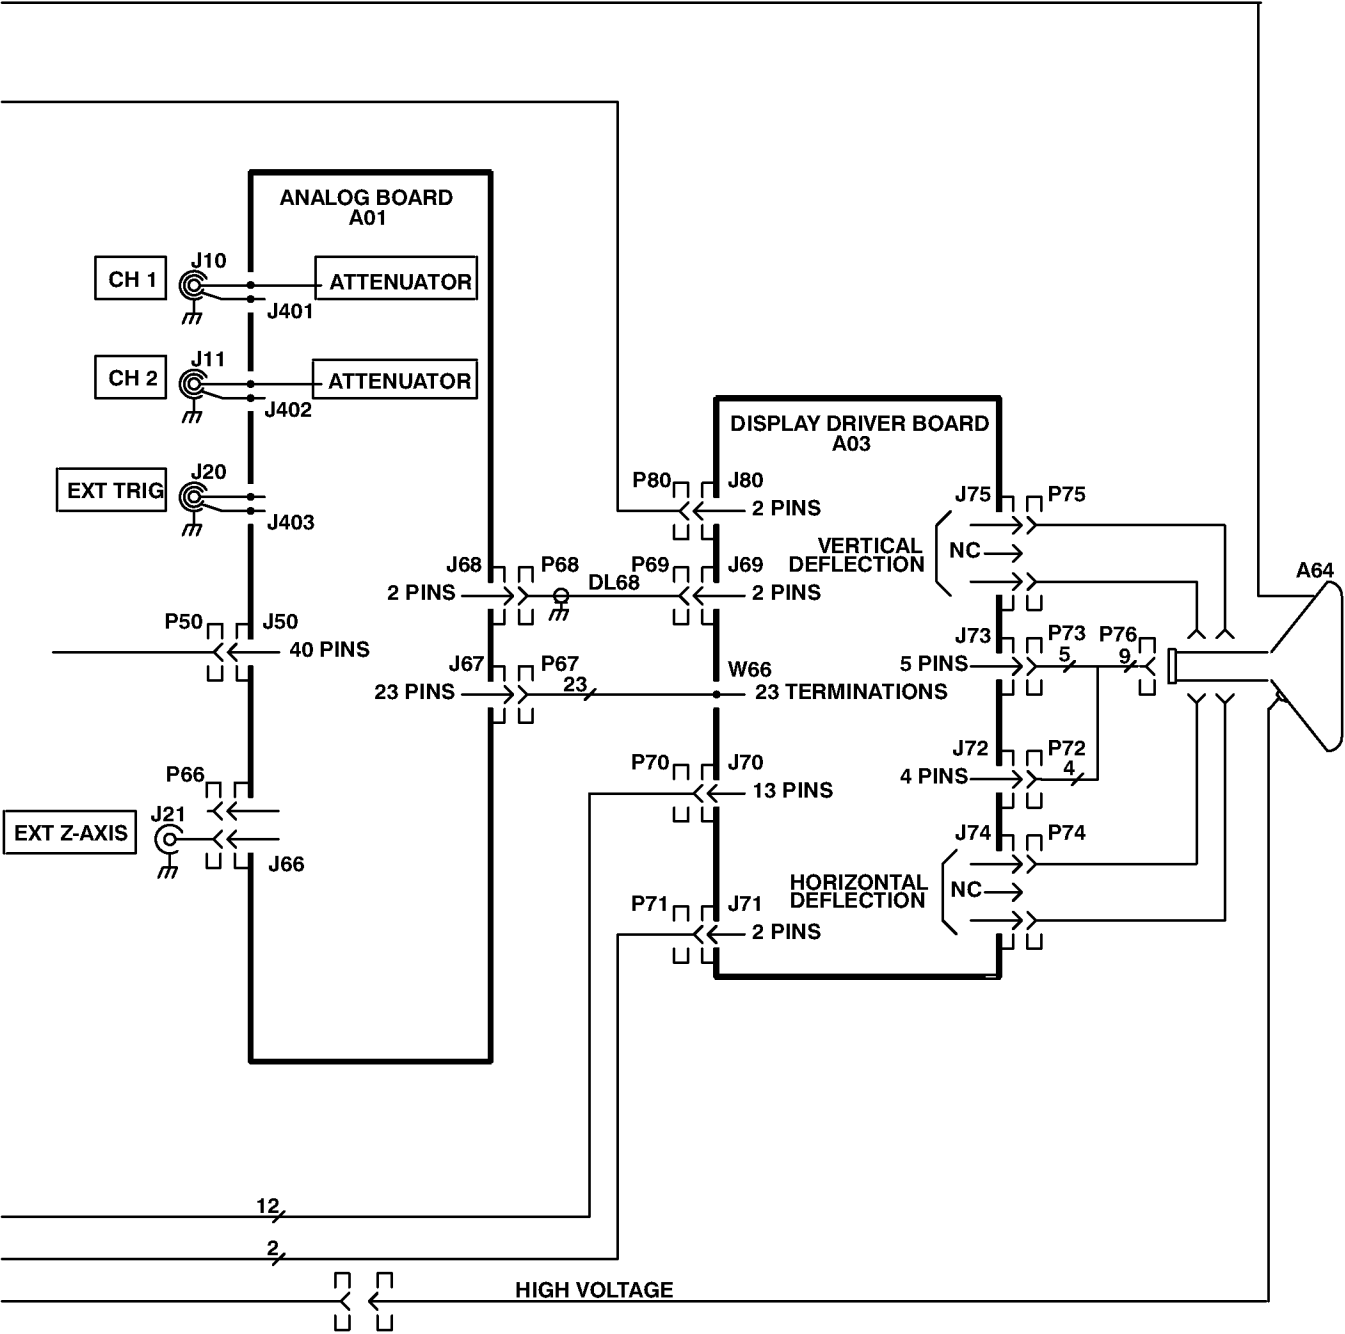 ANALOG BOARD
A01
CH 1
J10
ATTENUATOR
J401
CH 2
J11
ATTENUATOR
J402
EXT TRIG
J20
J403
DISPLAY DRIVER BOARD
A03
P80
J80
2 PINS
J75
P75
VERTICAL
DEFLECTION
NC
J68
P68
2 PINS
DL68
P69
J69
2 PINS
A64
P50
J50
40 PINS
J73
P73
5 PINS
5
P76
9
J67
P67
23 PINS
23
W66
23 TERMINATIONS
J72
P72
4 PINS
4
P70
J70
13 PINS
P66
J21
EXT Z-AXIS
J66
J74
P74
HORIZONTAL
DEFLECTION
NC
P71
J71
2 PINS
12
2
HIGH VOLTAGE